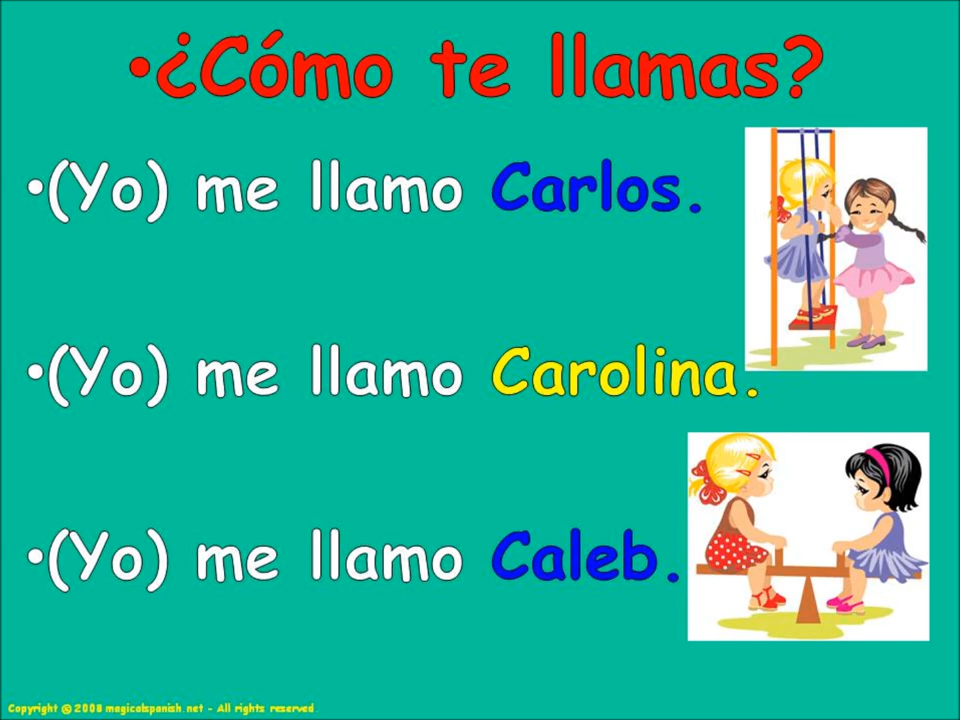 •¿Cómo te llamas?
•(Yo) me llamo Carlos.
•(Yo) me llamo Carolina.
•(Yo) me llamo Caleb.
Copyright © 2008 magicalspanish.net - All rights reserved.